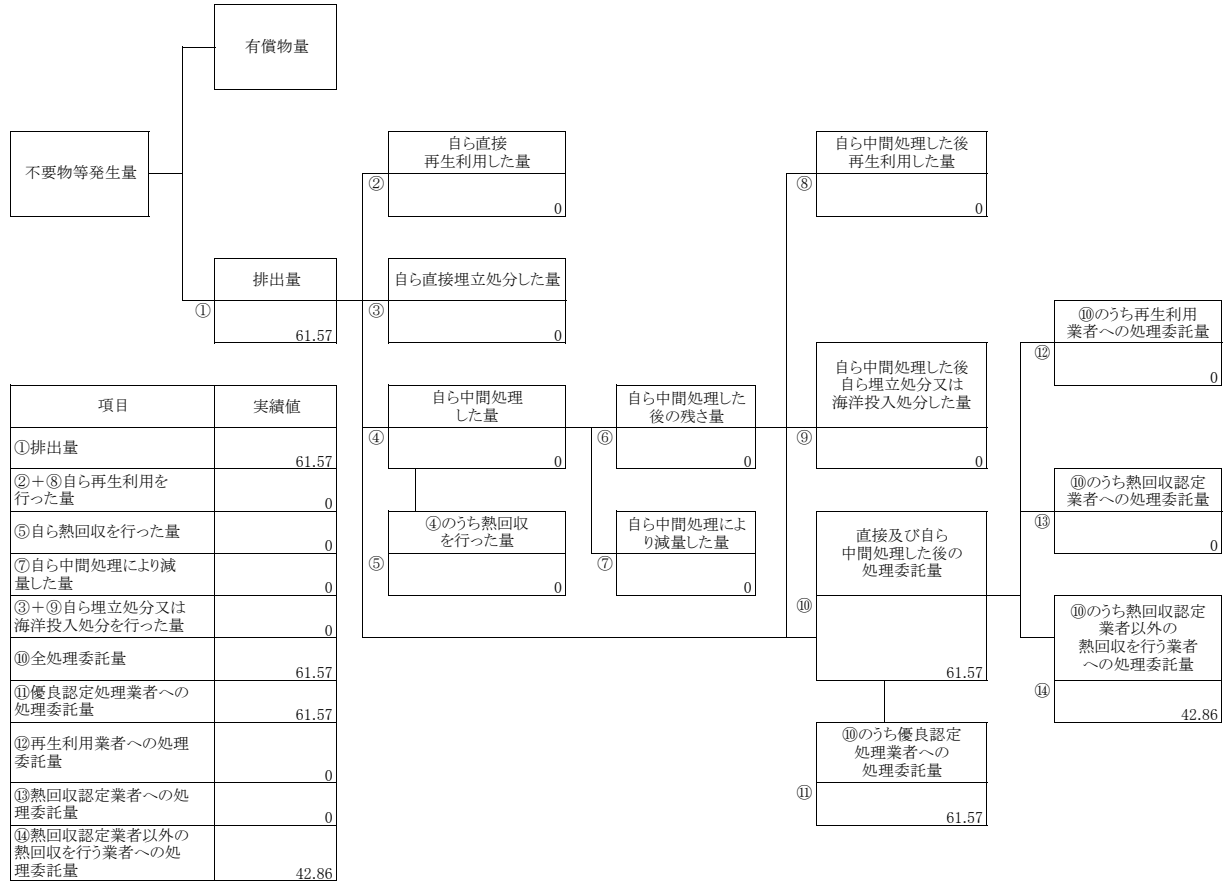 有償物量
不要物等発生量
排出量
①
61.57
自ら直接
再生利用した量
②
0
自ら直接埋立処分した量
③
0
自ら中間処理
した量
④
0
④のうち熱回収
を行った量
⑤
0
自ら中間処理した
後の残さ量
⑥
0
自ら中間処理によ
り減量した量
⑦
0
自ら中間処理した後
再生利用した量
⑧
0
自ら中間処理した後
自ら埋立処分又は
海洋投入処分した量
⑨
0
直接及び自ら
中間処理した後の
処理委託量
⑩
61.57
⑩のうち優良認定
処理業者への
処理委託量
⑪
61.57
⑩のうち再生利用
業者への処理委託量
⑫
0
⑩のうち熱回収認定
業者への処理委託量
⑬
0
⑩のうち熱回収認定
業者以外の
熱回収を行う業者
への処理委託量
⑭
42.86
項目 実績値
①排出量
61.57
②+⑧自ら再生利用を
行った量
0
⑤自ら熱回収を行った量
0
⑦自ら中間処理により減
量した量
0
③+⑨自ら埋立処分又は
海洋投入処分を行った量
0
⑩全処理委託量
61.57
⑪優良認定処理業者への
処理委託量
61.57
⑫再生利用業者への処理
委託量
0
⑬熱回収認定業者への処
理委託量
0
⑭熱回収認定業者以外の
熱回収を行う業者への処
理委託量
42.86